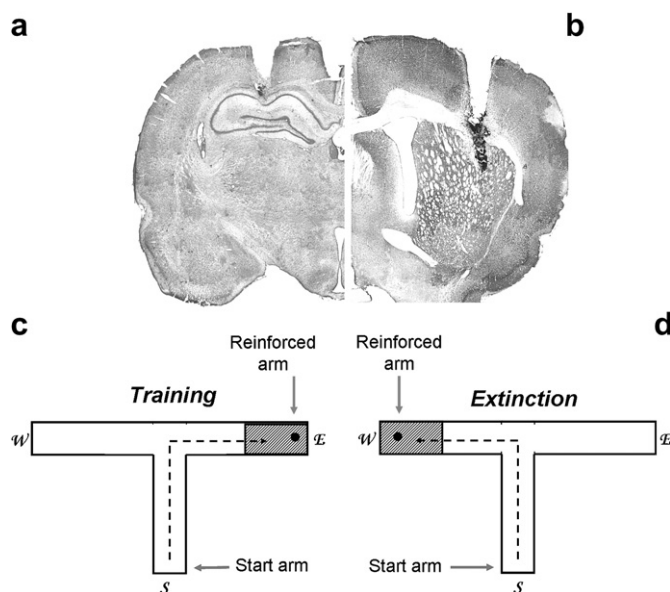 a
b
c
d
Reinforced
arm
Training
W
E
Start arm
S
Reinforced
arm
Extinction
W
E
Start arm
S